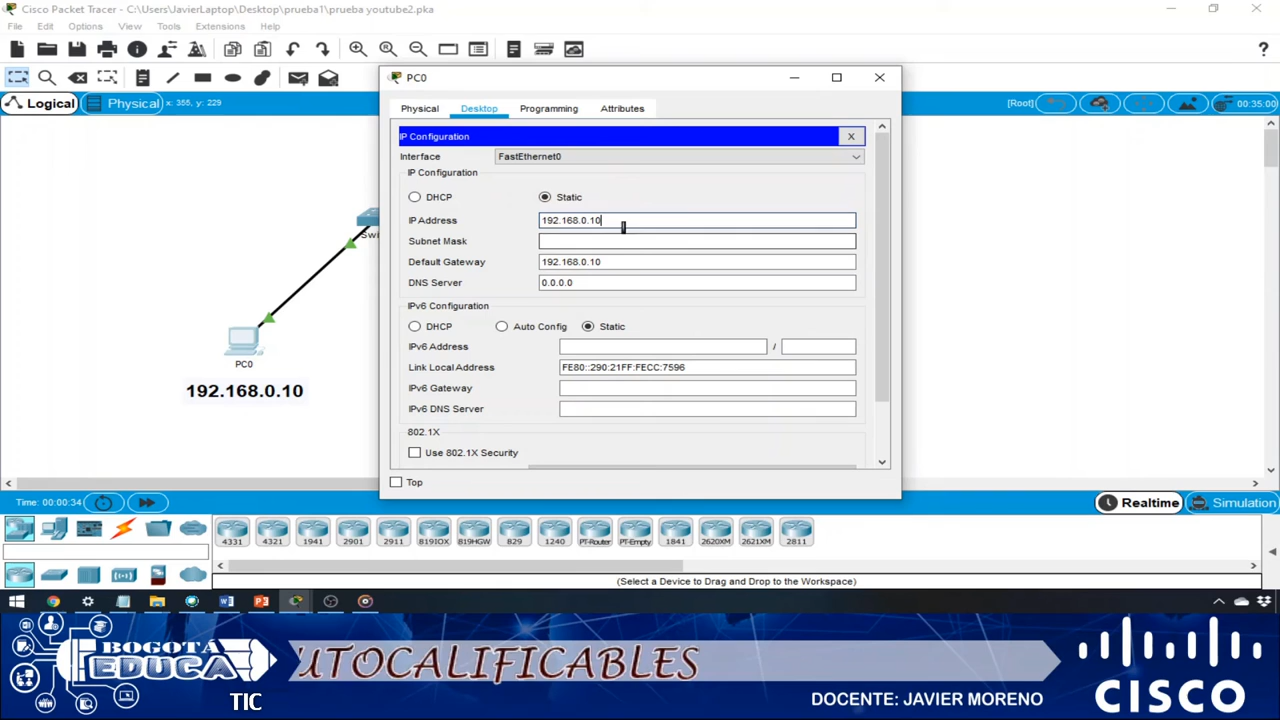 Cisco Packet Tracer - C:\Users\JavierLaptop\Desktop\prueba1\prueba youtube2.pka
File Edit Options View Tools Extensions Help
?
Logical Physical x: 355, y: 229
[Root] 00:35:00
PC0
Physical Desktop Programming Attributes
IP Configuration X
Interface FastEthernet0
IP Configuration
DHCP Static
IP Address 192.168.0.10
Subnet Mask
Default Gateway 192.168.0.10
DNS Server 0.0.0.0
IPv6 Configuration
DHCP Auto Config Static
IPv6 Address /
Link Local Address FE80::290:21FF:FECC:7596
IPv6 Gateway
IPv6 DNS Server
802.1X
Use 802.1X Security
Top
Swi
PC0
192.168.0.10
Time: 00:00:34
Realtime Simulation
4331 4321 1941 2901 2911 819IOX 819HGW 829 1240 PT-Router PT-Empty 1841 2620XM 2621XM 2811
(Select a Device to Drag and Drop to the Workspace)
BOGOTÁ
EDUCA
TIC
UTOCALIFICABLES
DOCENTE: JAVIER MORENO
CISCO